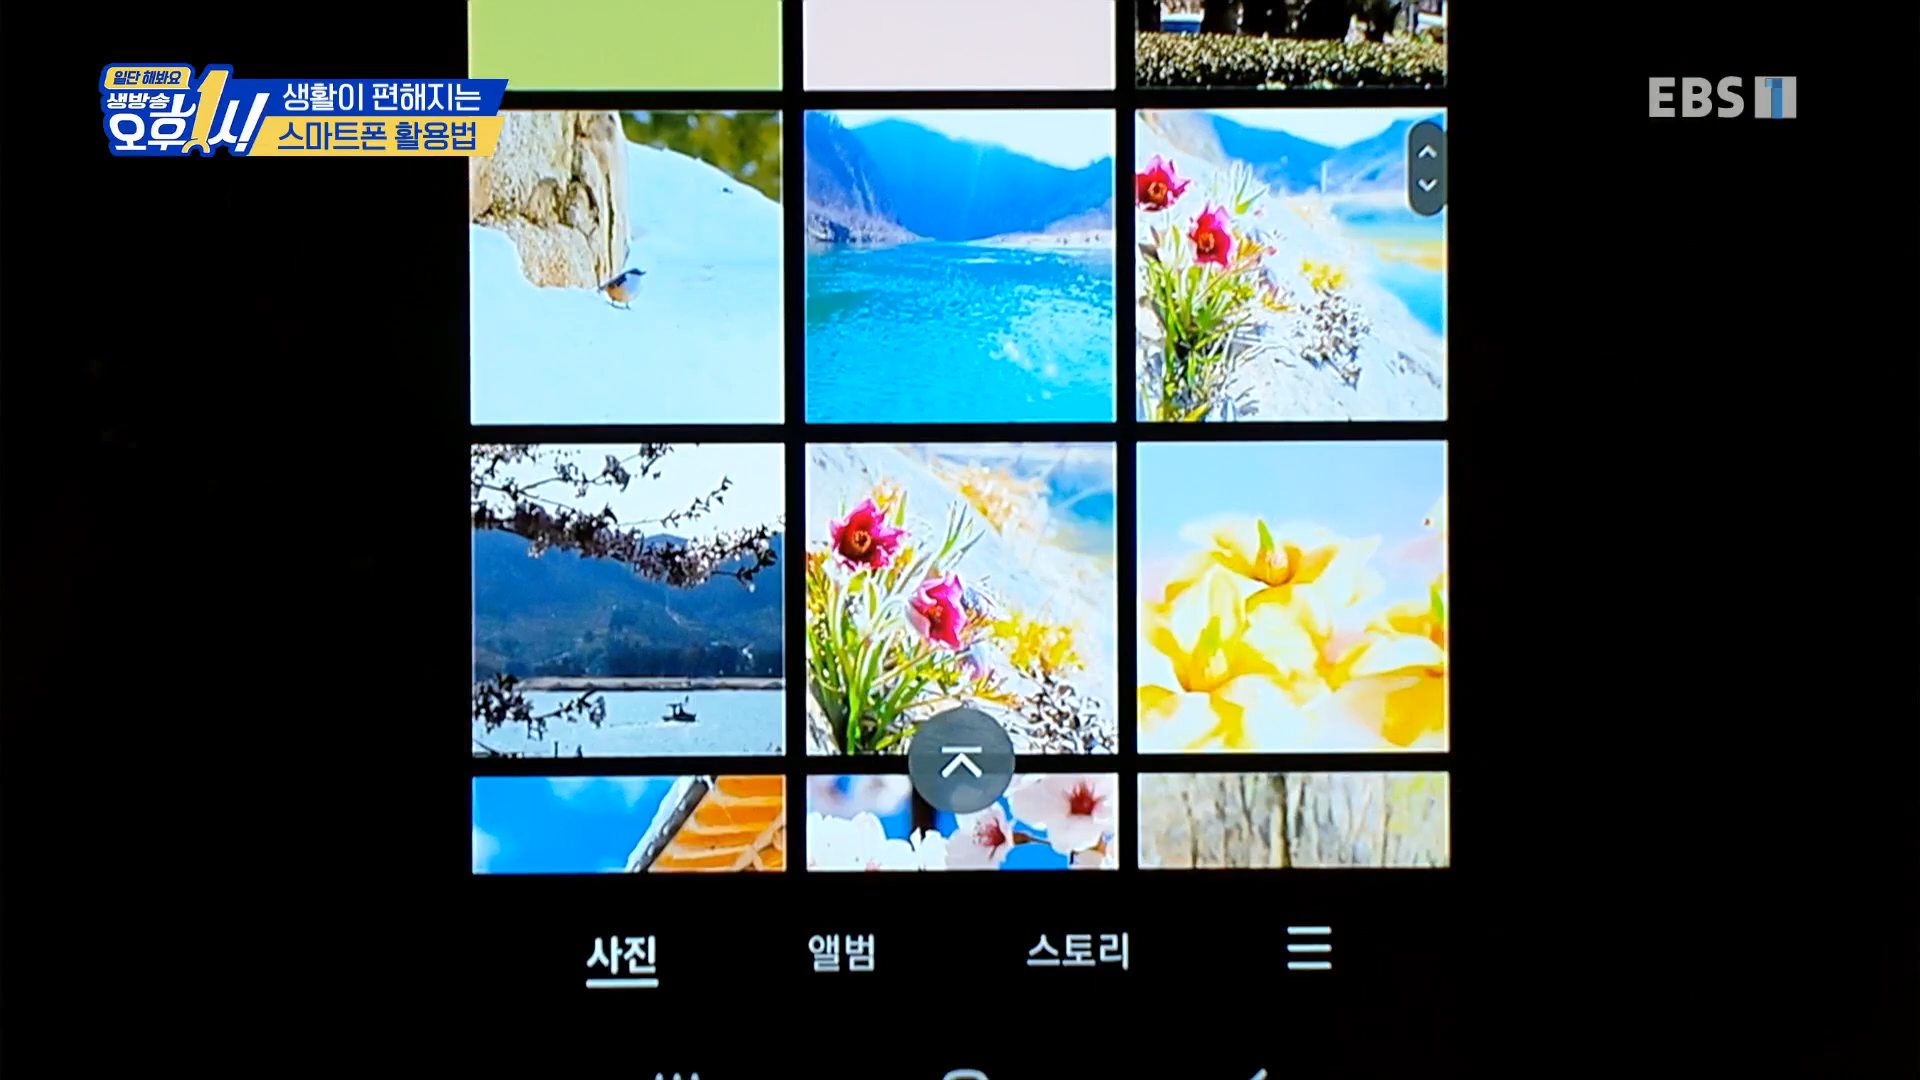 일단 해봐요
생방송
오후1시!
생활이 편해지는
스마트폰 활용법
EBS 1
사진
앨범
스토리